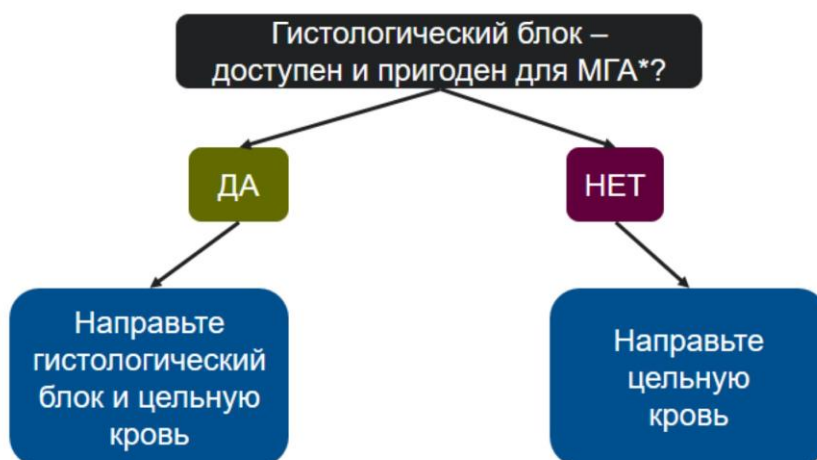 Гистологический блок –
доступен и пригоден для МГА*?
ДА
НЕТ
Направьте
гистологический
блок и цельную
кровь
Направьте
цельную
кровь